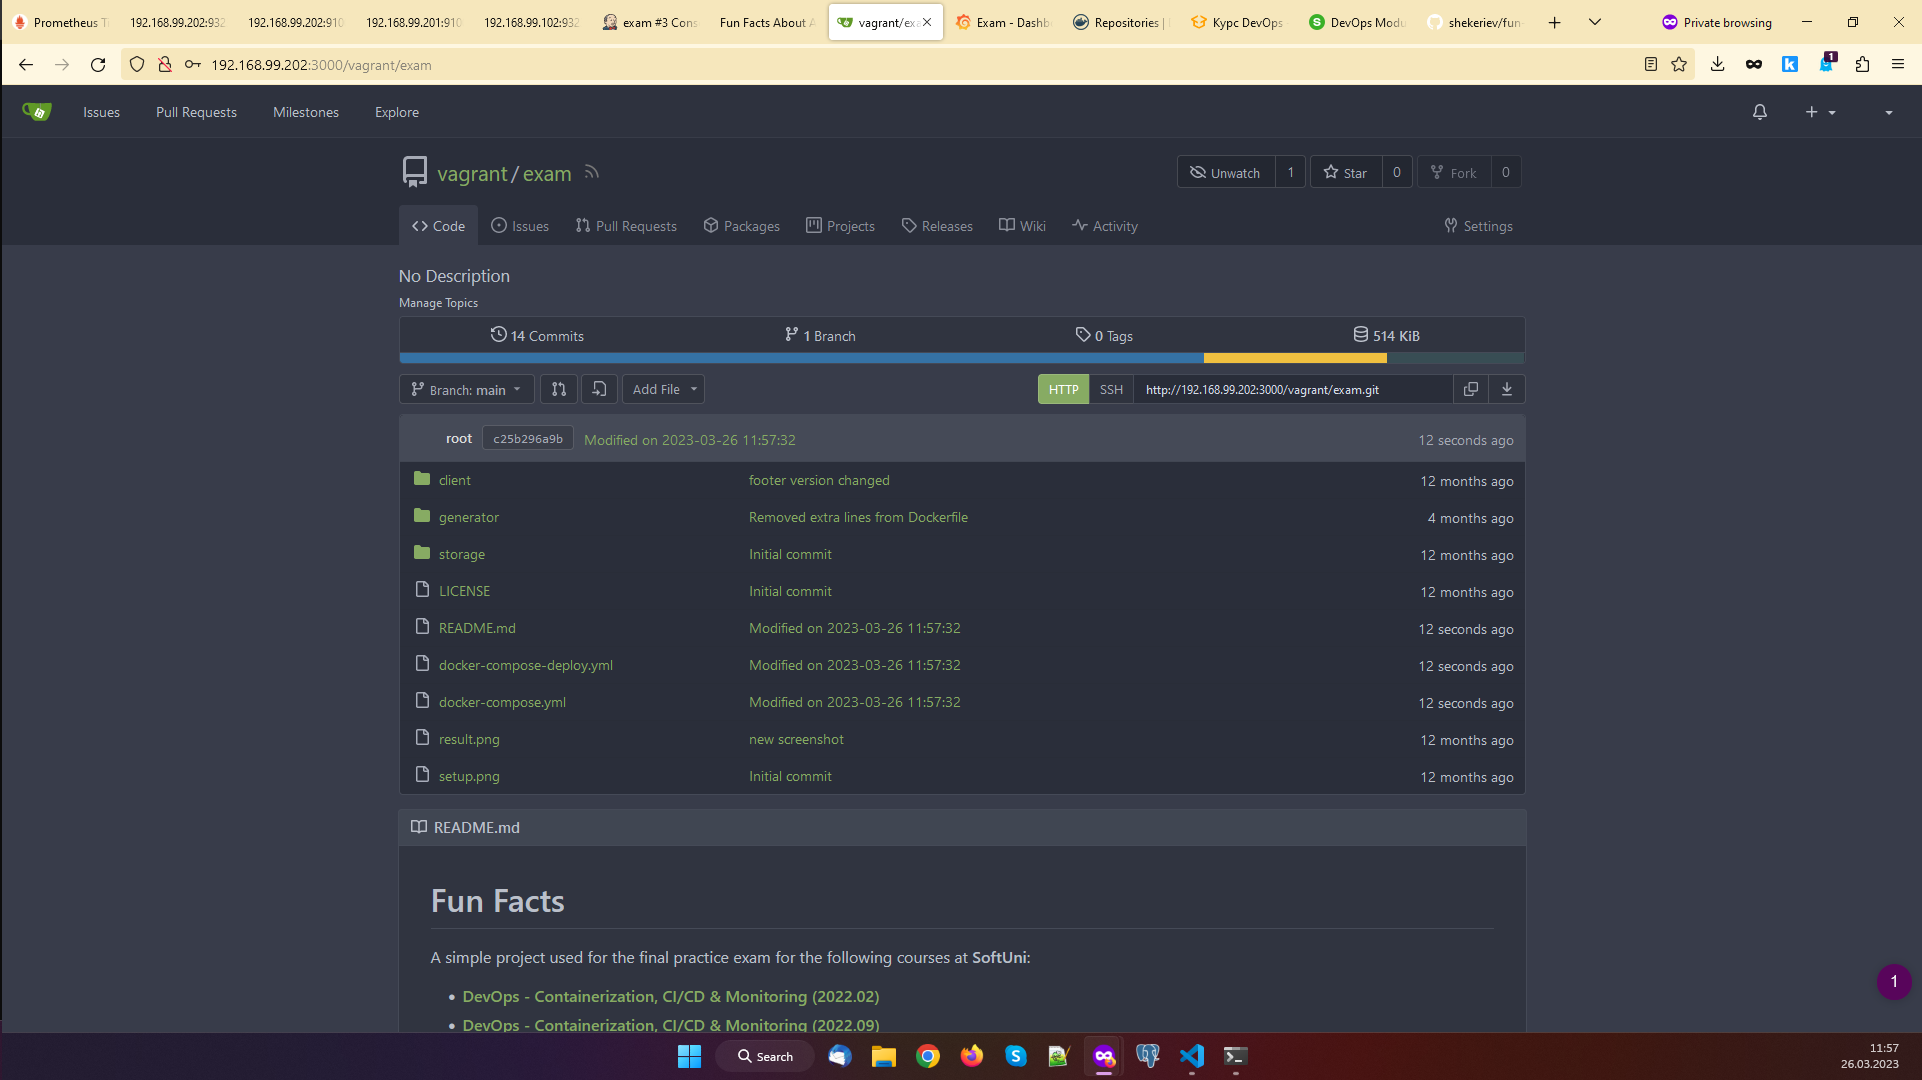 Prometheus Ti
192.168.99.202:932
192.168.99.202:910
192.168.99.201:910
192.168.99.102:932
exam #3 Cons
Fun Facts About A
vagrant/exa
Exam - Dashb
Repositories |
Курс DevOps
DevOps Modu
shekeriev/fun-
Private browsing
192.168.99.202:3000/vagrant/exam
1
Issues
Pull Requests
Milestones
Explore
vagrant/exam
Unwatch 1
Star 0
Fork 0
Code
Issues
Pull Requests
Packages
Projects
Releases
Wiki
Activity
Settings
No Description
Manage Topics
14 Commits
1 Branch
0 Tags
514 KiB
Branch: main
Add File
HTTP
SSH
http://192.168.99.202:3000/vagrant/exam.git
root c25b296a9b Modified on 2023-03-26 11:57:32 12 seconds ago
client footer version changed 12 months ago
generator Removed extra lines from Dockerfile 4 months ago
storage Initial commit 12 months ago
LICENSE Initial commit 12 months ago
README.md Modified on 2023-03-26 11:57:32 12 seconds ago
docker-compose-deploy.yml Modified on 2023-03-26 11:57:32 12 seconds ago
docker-compose.yml Modified on 2023-03-26 11:57:32 12 seconds ago
result.png new screenshot 12 months ago
setup.png Initial commit 12 months ago
README.md
Fun Facts
A simple project used for the final practice exam for the following courses at SoftUni:
• DevOps - Containerization, CI/CD & Monitoring (2022.02)
• DevOps - Containerization, CI/CD & Monitoring (2022.09)
1
Search
11:57
26.03.2023